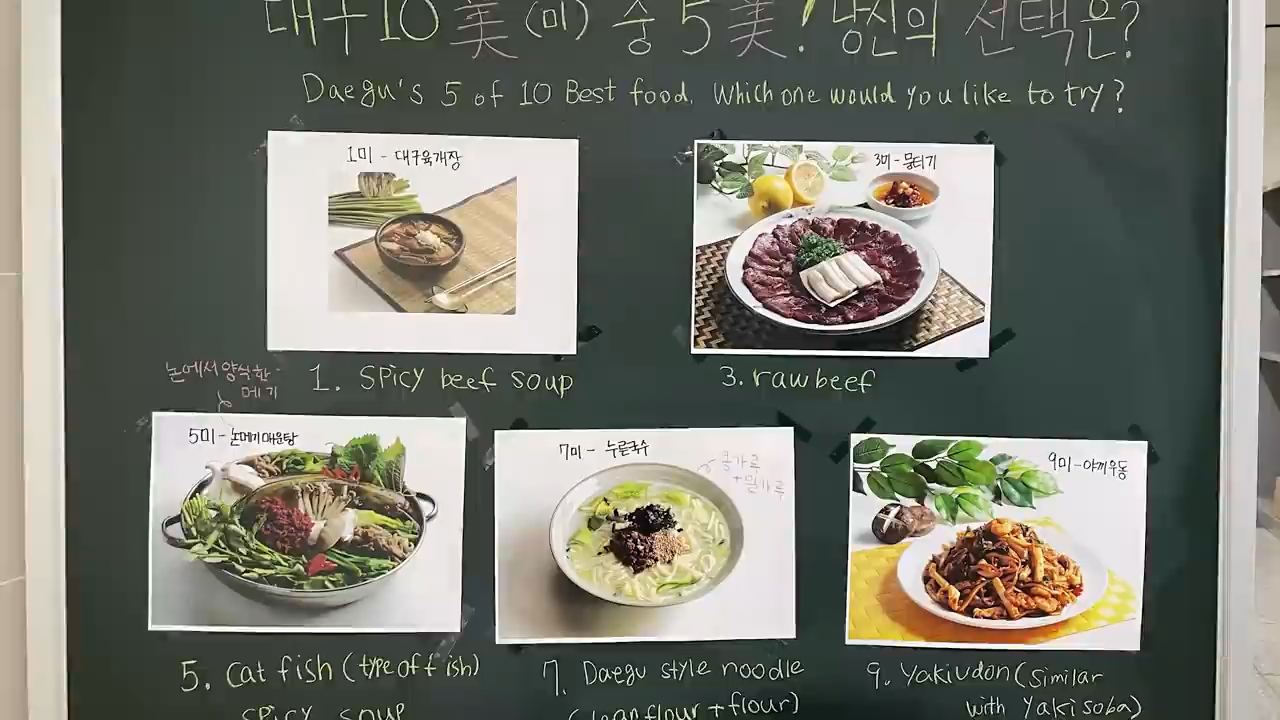 대구10美(미) 중 5美! 당신의 선택은?
Daegu's 5 of 10 Best food. Which one would you like to try?
1미 - 대구육개장
3미 - 뭉티기
1. Spicy beef soup
3. raw beef
논에서 양식한
메기
5미 - 논메기매운탕
7미 - 누른국수
콩가루
+밀가루
9미 - 야끼우동
5. Cat fish (type of fish)
spicy soup
7. Daegu style noodle
flour + flour)
9. Yakiudon (similar
with Yakisoba)